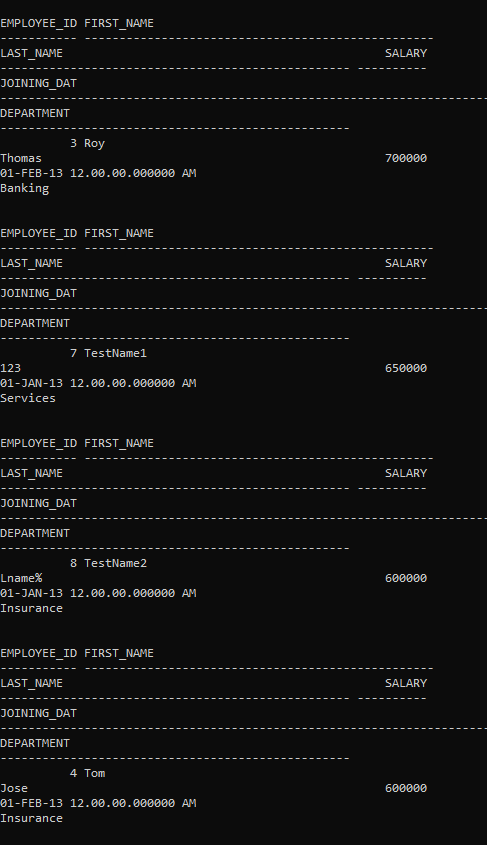 EMPLOYEE_ID FIRST_NAME
----------- --------------------------------------------------
LAST_NAME                                              SALARY
-------------------------------------------------- ----------
JOINING_DAT
---------------------------------------------------------------------------
DEPARTMENT
--------------------------------------------------
          3 Roy
Thomas                                                 700000
01-FEB-13 12.00.00.000000 AM
Banking

EMPLOYEE_ID FIRST_NAME
----------- --------------------------------------------------
LAST_NAME                                              SALARY
-------------------------------------------------- ----------
JOINING_DAT
---------------------------------------------------------------------------
DEPARTMENT
--------------------------------------------------
          7 TestName1
123                                                    650000
01-JAN-13 12.00.00.000000 AM
Services

EMPLOYEE_ID FIRST_NAME
----------- --------------------------------------------------
LAST_NAME                                              SALARY
-------------------------------------------------- ----------
JOINING_DAT
---------------------------------------------------------------------------
DEPARTMENT
--------------------------------------------------
          8 TestName2
Lname%                                                 600000
01-JAN-13 12.00.00.000000 AM
Insurance

EMPLOYEE_ID FIRST_NAME
----------- --------------------------------------------------
LAST_NAME                                              SALARY
-------------------------------------------------- ----------
JOINING_DAT
---------------------------------------------------------------------------
DEPARTMENT
--------------------------------------------------
          4 Tom
Jose                                                   600000
01-FEB-13 12.00.00.000000 AM
Insurance